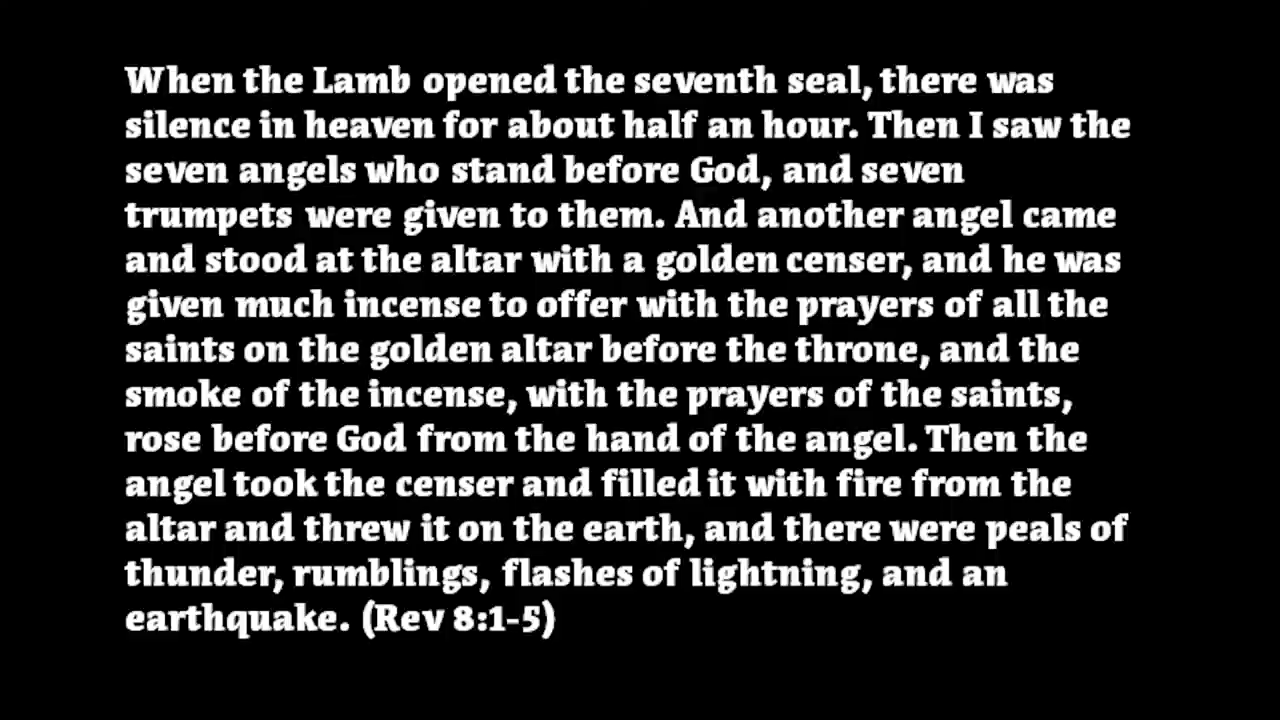 When the Lamb opened the seventh seal, there was
silence in heaven for about half an hour. Then I saw the
seven angels who stand before God, and seven
trumpets were given to them. And another angel came
and stood at the altar with a golden censer, and he was
given much incense to offer with the prayers of all the
saints on the golden altar before the throne, and the
smoke of the incense, with the prayers of the saints,
rose before God from the hand of the angel. Then the
angel took the censer and filled it with fire from the
altar and threw it on the earth, and there were peals of
thunder, rumblings, flashes of lightning, and an
earthquake. (Rev 8:1-5)